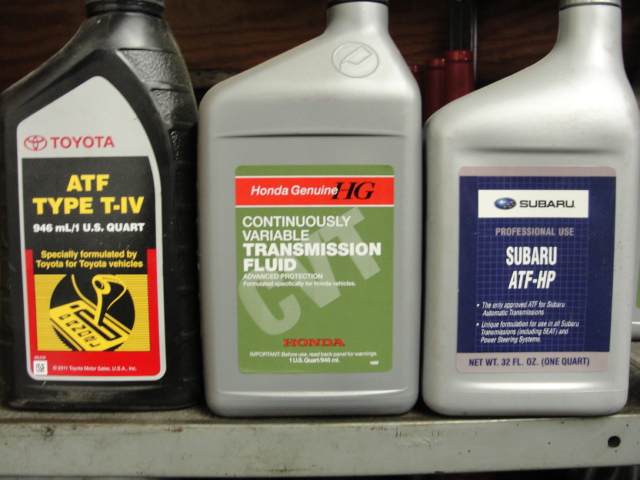 TOYOTA
ATF
TYPE T-IV
946 mL/1 U.S. QUART
Specially formulated by
Toyota for Toyota vehicles
© 2011 Toyota Motor Sales, U.S.A., Inc.
Honda Genuine HG
CONTINUOUSLY
VARIABLE
TRANSMISSION
FLUID
ADVANCED PROTECTION
Formulated specifically for Honda vehicles.
CVT
HONDA
IMPORTANT: Before use, read back panel for warnings.
1 U.S. Quart/946 ml.
SUBARU
PROFESSIONAL USE
SUBARU
ATF-HP
• The only approved ATF for Subaru
Automatic Transmissions
• Unique formulation for use in all Subaru
Transmissions (including 5EAT) and
Power Steering Systems.
NET WT. 32 FL. OZ. (ONE QUART)